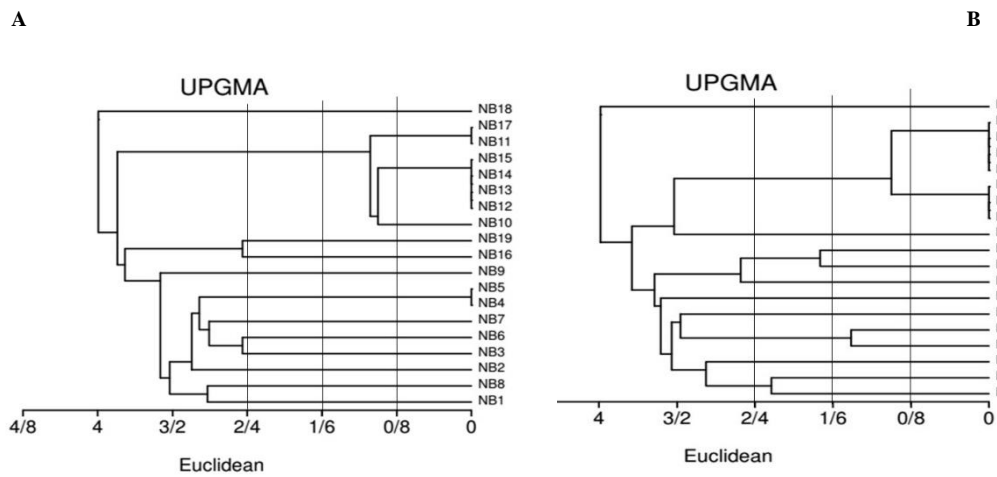 A
B
UPGMA
NB18
NB17
NB11
NB15
NB14
NB13
NB12
NB10
NB19
NB16
NB9
NB5
NB4
NB7
NB6
NB3
NB2
NB8
NB1
4/8 4 3/2 2/4 1/6 0/8 0
Euclidean
UPGMA
4 3/2 2/4 1/6 0/8 0
Euclidean